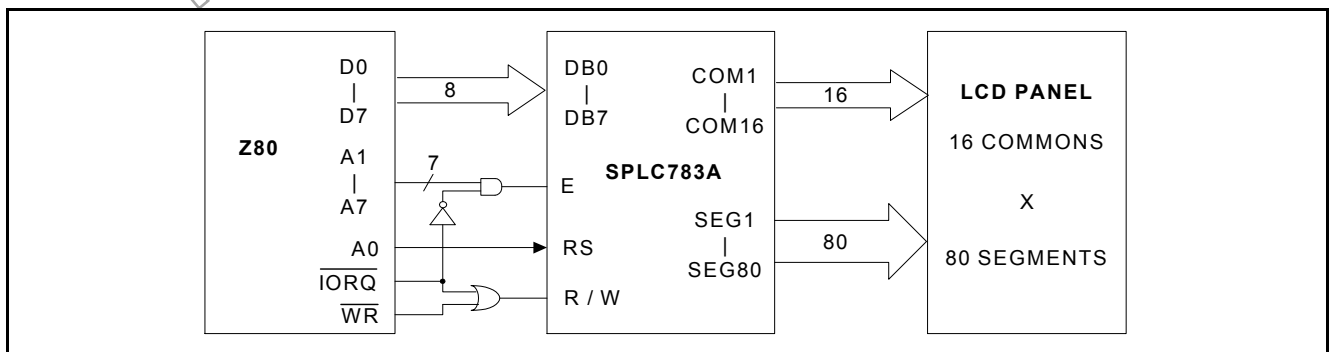 Z80
D0
D7
A1
A7
A0
IORQ
WR
8
7
DB0
DB7
E
RS
R / W
SPLC783A
COM1
COM16
SEG1
SEG80
16
80
LCD PANEL
16 COMMONS
X
80 SEGMENTS